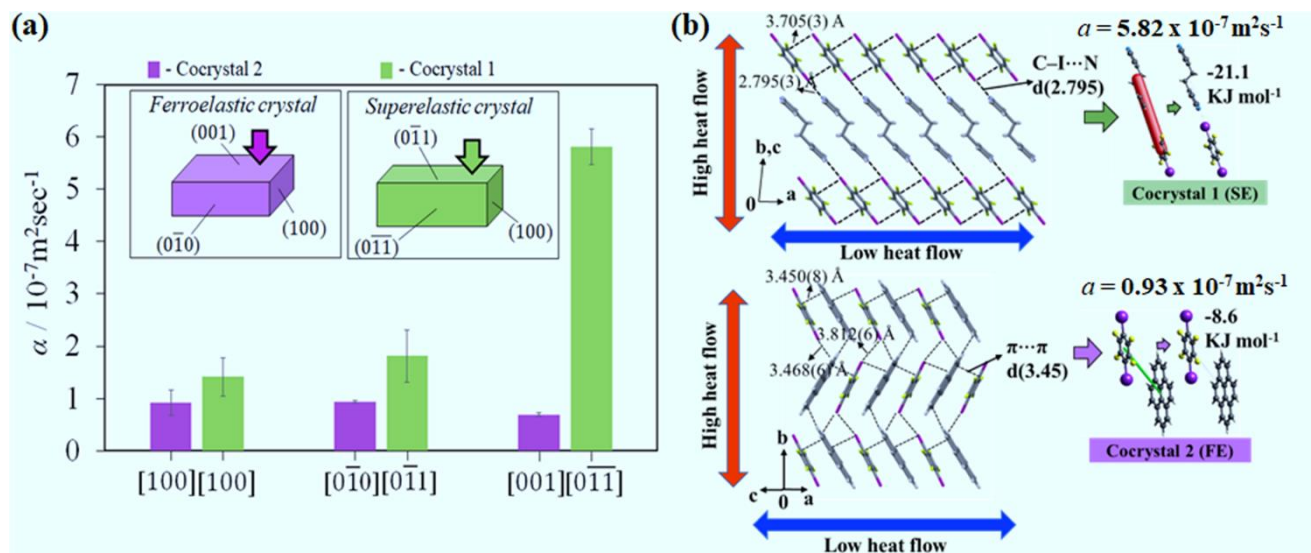 (a)
- Cocrystal 2
- Cocrystal 1
7
6
5
4
3
2
1
0
α / 10⁻⁷m²sec⁻¹
Ferroelastic crystal
(001)
(01̅0)
(100)
Superelastic crystal
(01̅1)
(01̅1̅)
(100)
[100][100]
[01̅0][01̅1]
[001][01̅1̅]
(b)
3.705(3) Å
2.795(3) Å
High heat flow
b,c
0
a
Low heat flow
C–I···N
d(2.795)
a = 5.82 x 10⁻⁷m²s⁻¹
-21.1
KJ mol⁻¹
Cocrystal 1 (SE)
3.450(8) Å
3.812(6) Å
3.468(6) Å
High heat flow
b
c
0
a
Low heat flow
π···π
d(3.45)
a = 0.93 x 10⁻⁷m²s⁻¹
-8.6
KJ mol⁻¹
Cocrystal 2 (FE)